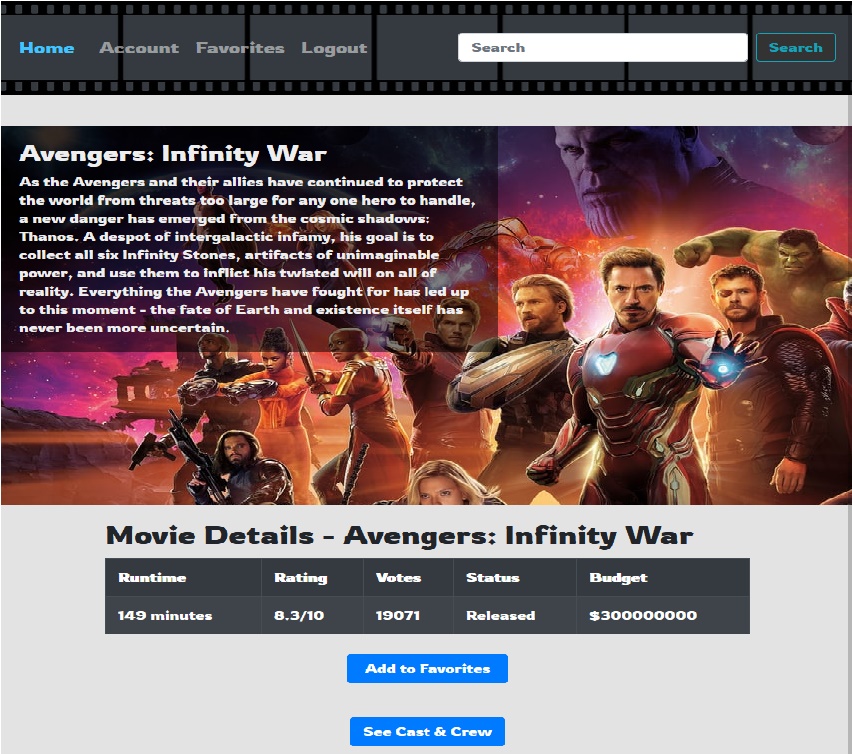 Home Account Favorites Logout Search Search
Avengers: Infinity War
As the Avengers and their allies have continued to protect
the world from threats too large for any one hero to handle,
a new danger has emerged from the cosmic shadows:
Thanos. A despot of intergalactic infamy, his goal is to
collect all six Infinity Stones, artifacts of unimaginable
power, and use them to inflict his twisted will on all of
reality. Everything the Avengers have fought for has led up
to this moment - the fate of Earth and existence itself has
never been more uncertain.
Movie Details - Avengers: Infinity War
Runtime Rating Votes Status Budget
149 minutes 8.3/10 19071 Released $300000000
Add to Favorites
See Cast & Crew